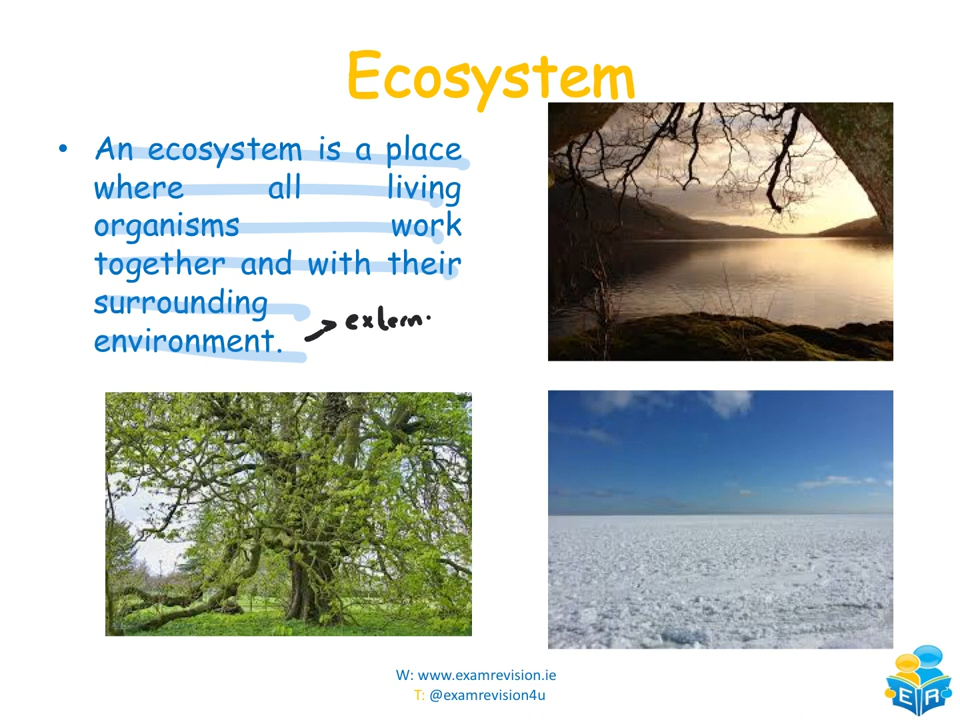 Ecosystem
• An ecosystem is a place
where all living
organisms work
together and with their
surrounding
environment.
extern.
W: www.examrevision.ie
T: @examrevision4u
E R